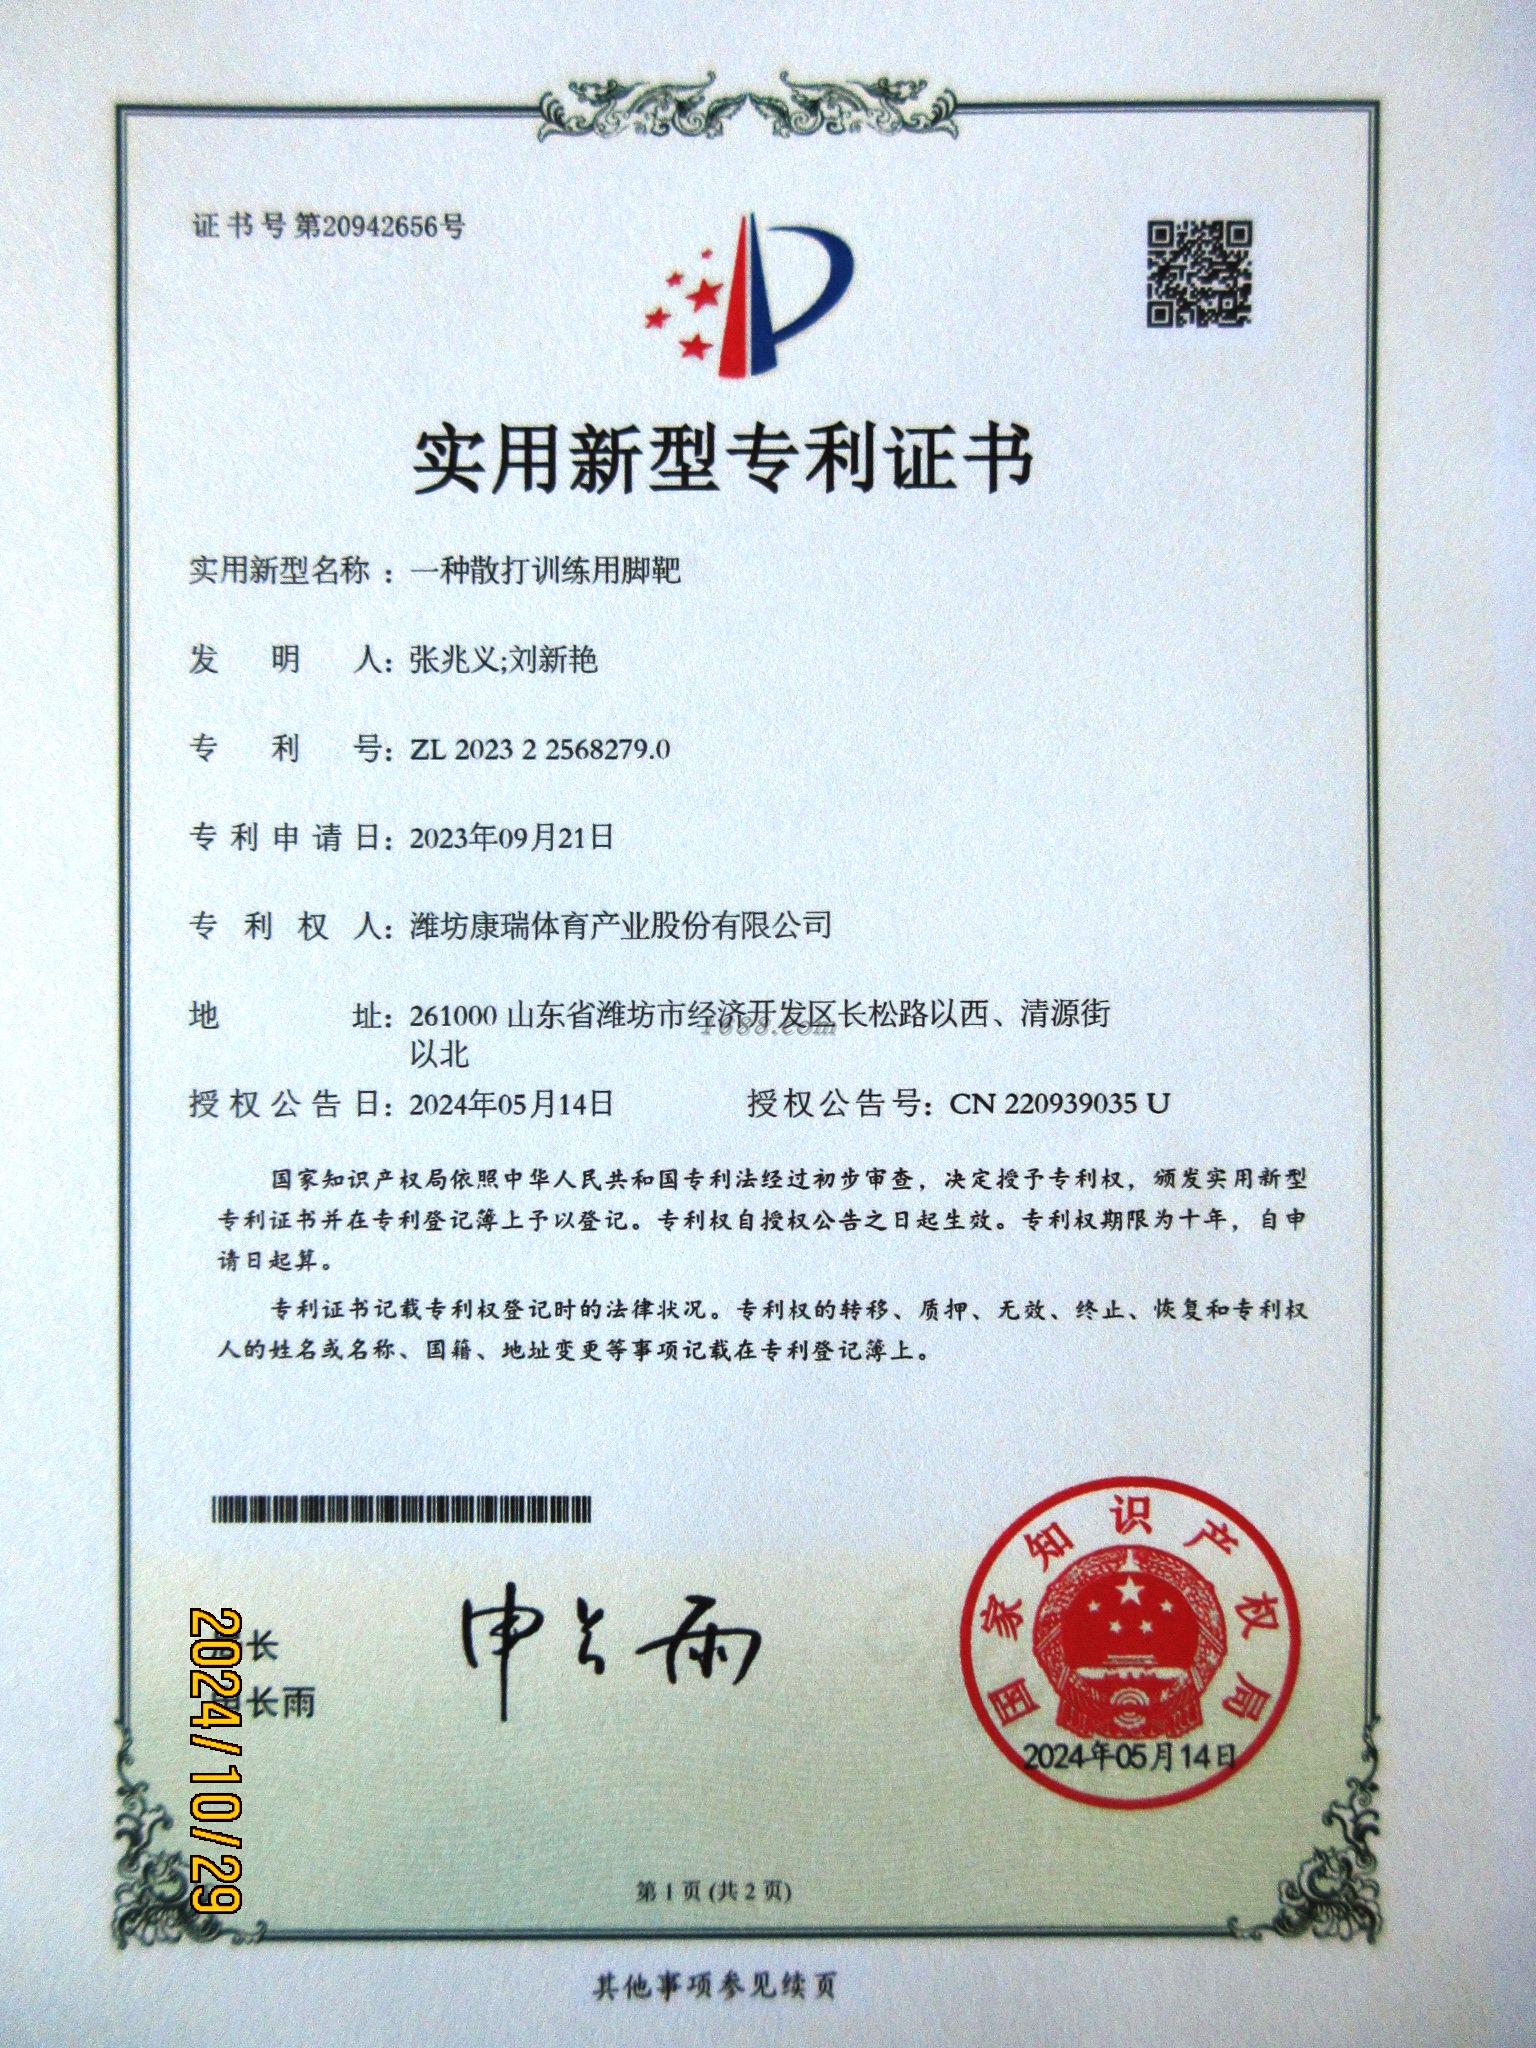 证书号第20942656号
实用新型专利证书
实用新型名称：一种散打训练用脚靶
发明人：张兆义;刘新艳
专利号：ZL 2023 2 2568279.0
专利申请日：2023年09月21日
专利权人：潍坊康瑞体育产业股份有限公司
地址：261000 山东省潍坊市经济开发区长松路以西、清源街
以北
1688.com
授权公告日：2024年05月14日 授权公告号：CN 220939035 U
国家知识产权局依照中华人民共和国专利法经过初步审查，决定授予专利权，颁发实用新型
专利证书并在专利登记簿上予以登记。专利权自授权公告之日起生效。专利权期限为十年，自申
请日起算。
专利证书记载专利权登记时的法律状况。专利权的转移、质押、无效、终止、恢复和专利权
人的姓名或名称、国籍、地址变更等事项记载在专利登记簿上。
局长
申长雨
申长雨
国家知识产权局
2024年05月14日
2024/10/29
第 1 页 (共 2 页)
其他事项参见续页